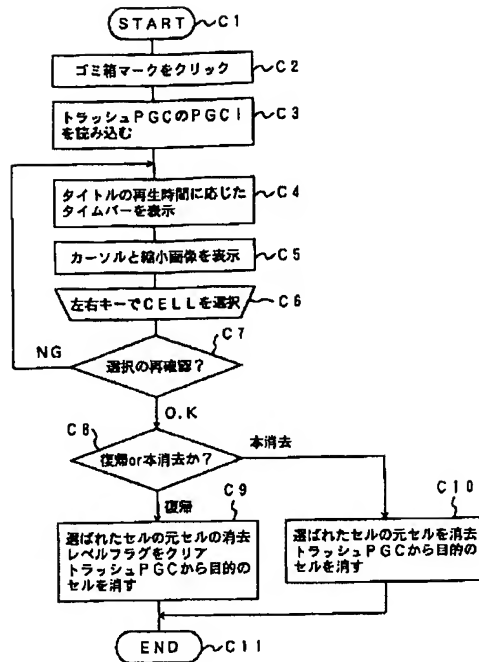 START
C1
ゴミ箱マークをクリック
C2
トラッシュPGCのPGCI
を読み込む
C3
タイトルの再生時間に応じた
タイムバーを表示
C4
カーソルと縮小画像を表示
C5
左右キーでCELLを選択
C6
C7
NG
選択の再確認?
O.K
C8
復帰or本消去か?
本消去
復帰
C9
選ばれたセルの元セルの消去
レベルフラグをクリア
トラッシュPGCから目的の
セルを消す
C10
選ばれたセルの元セルを消去
トラッシュPGCから目的の
セルを消す
END
C11